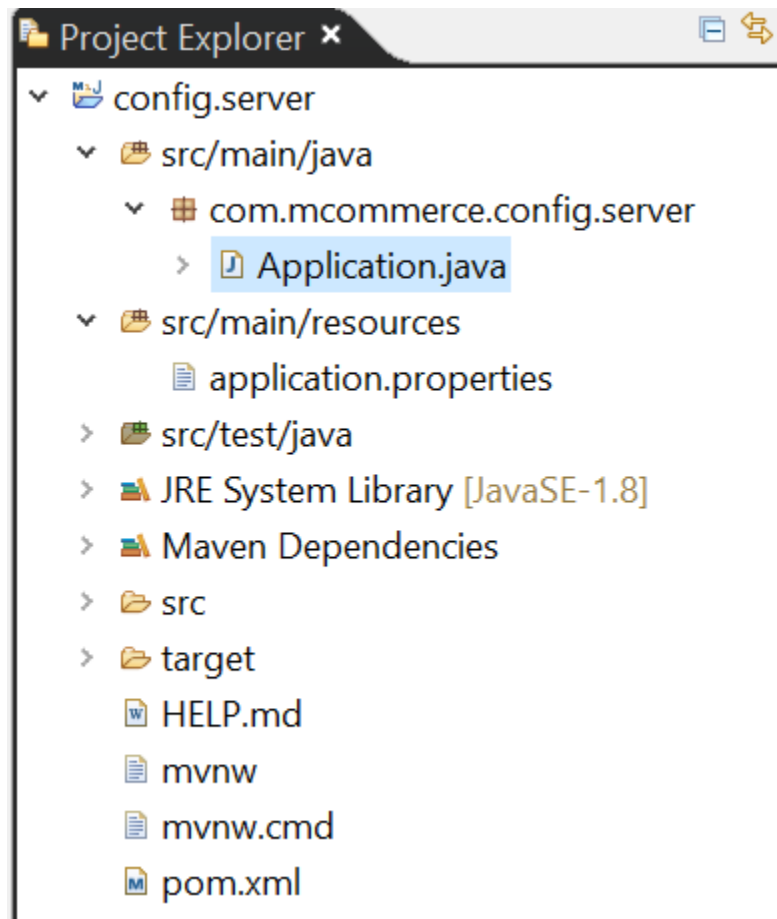 Project Explorer
config.server
src/main/java
com.mcommerce.config.server
Application.java
src/main/resources
application.properties
src/test/java
JRE System Library [JavaSE-1.8]
Maven Dependencies
src
target
HELP.md
mvnw
mvnw.cmd
pom.xml